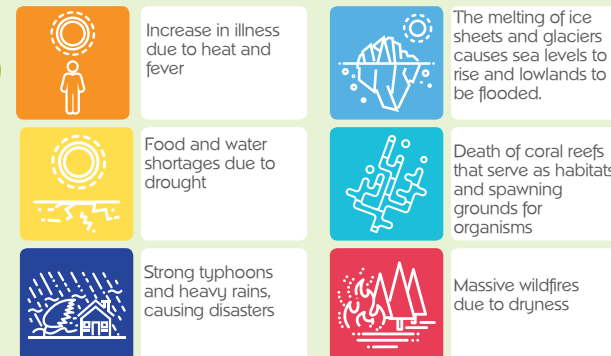 Increase in illness
due to heat and
fever
The melting of ice
sheets and glaciers
causes sea levels to
rise and lowlands to
be flooded.
Food and water
shortages due to
drought
Death of coral reefs
that serve as habitats
and spawning
grounds for
organisms
Strong typhoons
and heavy rains,
causing disasters
Massive wildfires
due to dryness